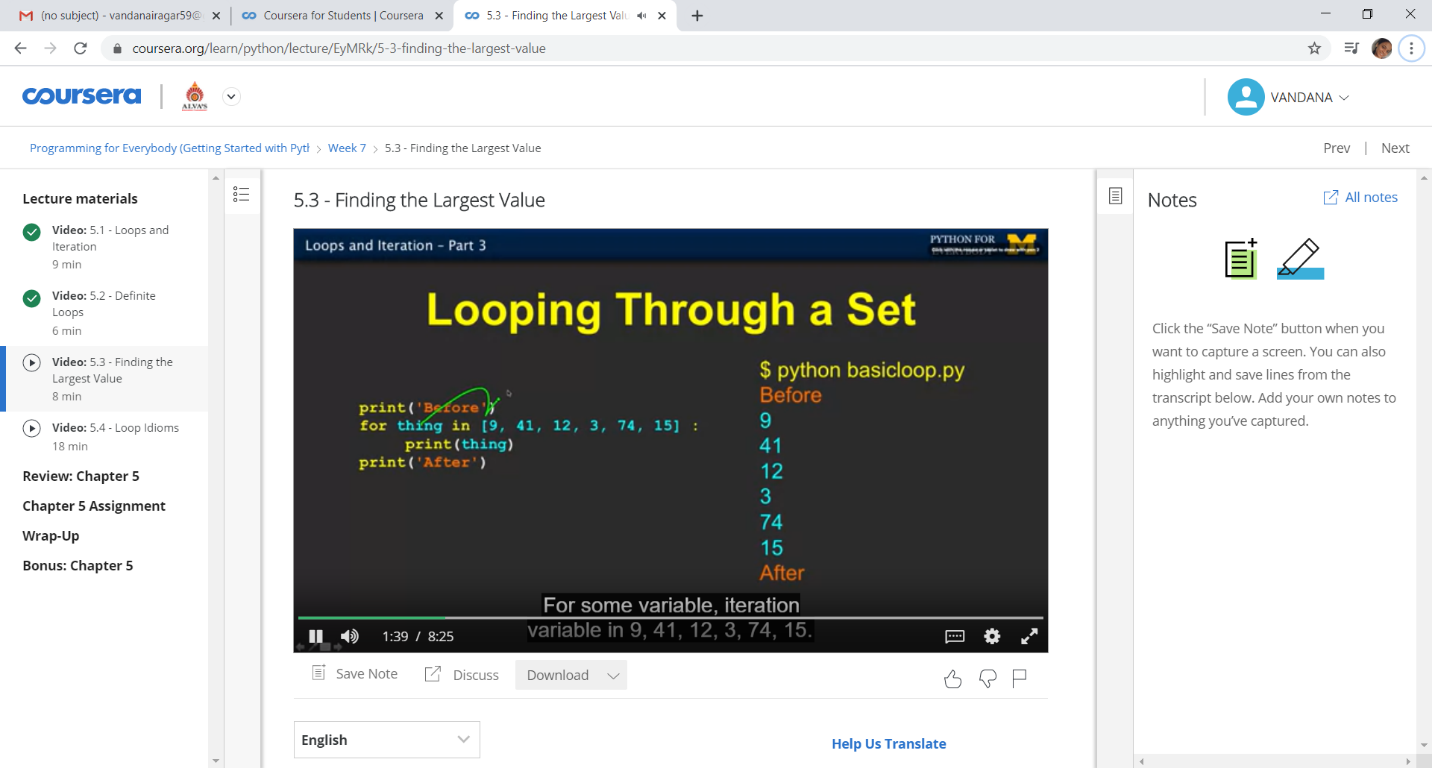 (no subject) - vandanairagar59@
Coursera for Students | Coursera
5.3 - Finding the Largest Valu
coursera.org/learn/python/lecture/EyMRk/5-3-finding-the-largest-value
coursera
ALVA'S
VANDANA
Programming for Everybody (Getting Started with Pyth > Week 7 > 5.3 - Finding the Largest Value
Prev | Next
Lecture materials
Video: 5.1 - Loops and
Iteration
9 min
Video: 5.2 - Definite
Loops
6 min
Video: 5.3 - Finding the
Largest Value
8 min
Video: 5.4 - Loop Idioms
18 min
Review: Chapter 5
Chapter 5 Assignment
Wrap-Up
Bonus: Chapter 5
5.3 - Finding the Largest Value
Loops and Iteration - Part 3
PYTHON FOR
EVERYBODY
Looping Through a Set
print('Before')
for thing in [9, 41, 12, 3, 74, 15] :
print(thing)
print('After')
$ python basicloop.py
Before
9
41
12
3
74
15
After
For some variable, iteration
variable in 9, 41, 12, 3, 74, 15.
1:39 / 8:25
Save Note
Discuss
Download
English
Help Us Translate
Notes
All notes
Click the “Save Note” button when you
want to capture a screen. You can also
highlight and save lines from the
transcript below. Add your own notes to
anything you’ve captured.